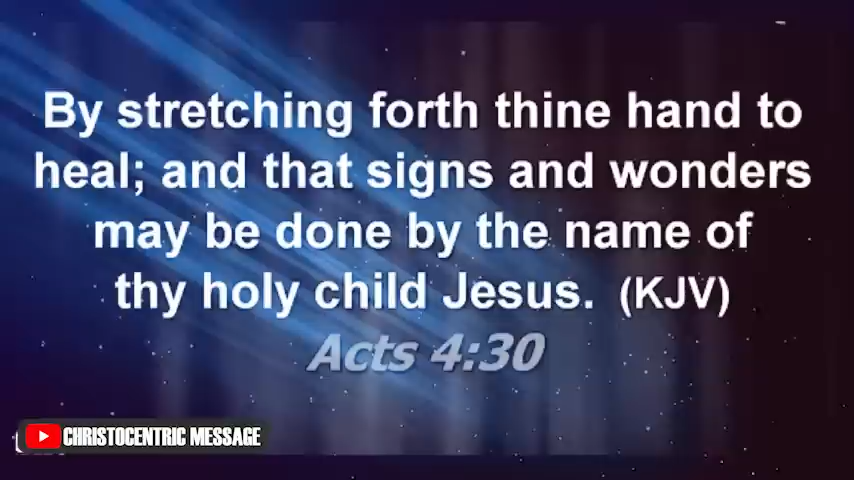 By stretching forth thine hand to
heal; and that signs and wonders
may be done by the name of
thy holy child Jesus. (KJV)
Acts 4:30
CHRISTOCENTRIC MESSAGE